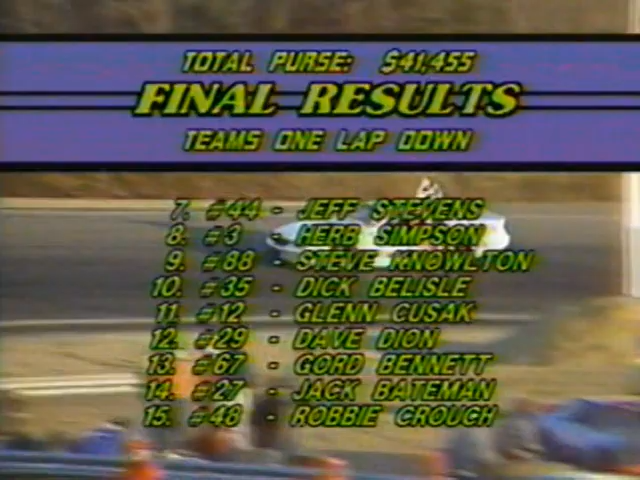 TOTAL PURSE: $41,455
FINAL RESULTS
TEAMS ONE LAP DOWN
7. #44 - JEFF STEVENS
8. #3 - HERB SIMPSON
9. #88 - STEVE KNOWLTON
10. #35 - DICK BELISLE
11. #12 - GLENN CUSAK
12. #29 - DAVE DION
13. #67 - GORD BENNETT
14. #27 - JACK BATEMAN
15. #48 - ROBBIE CROUCH